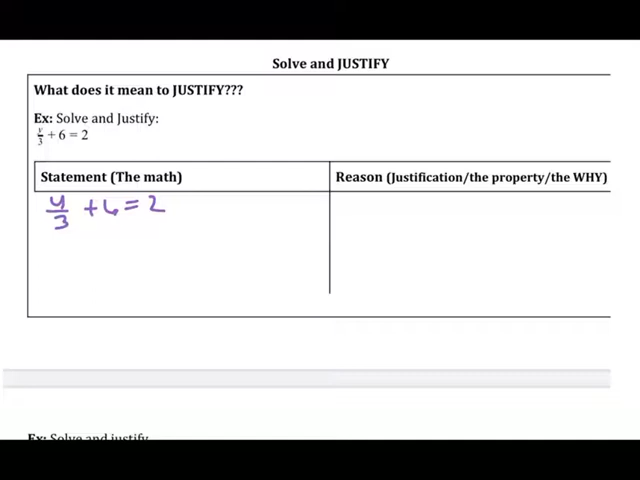 Solve and JUSTIFY
What does it mean to JUSTIFY???
Ex: Solve and Justify:
y/3 + 6 = 2
Statement (The math)
Reason (Justification/the property/the WHY)
y/3 + 6 = 2
Ex: Solve and justify